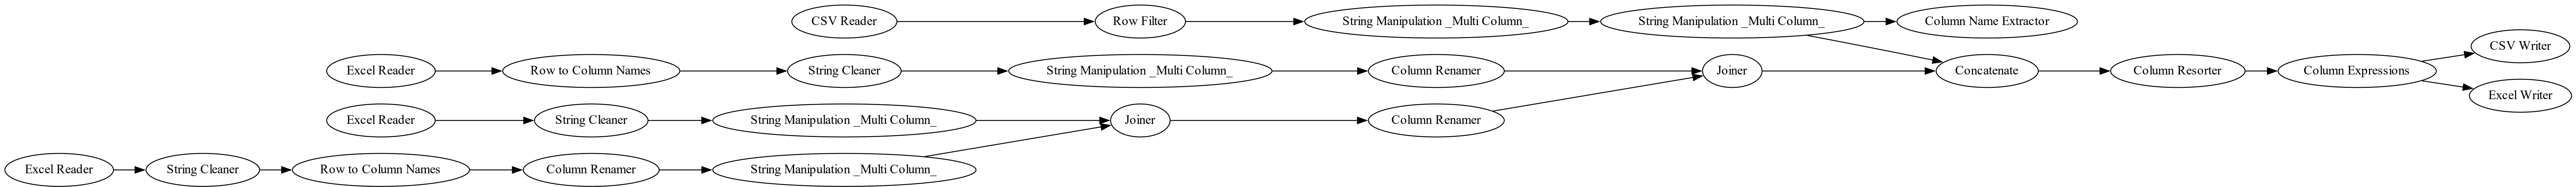 CSV Reader
Row Filter
String Manipulation _Multi Column_
String Manipulation _Multi Column_
Column Name Extractor
CSV Writer
Excel Reader
Row to Column Names
String Cleaner
String Manipulation _Multi Column_
Column Renamer
Joiner
Concatenate
Column Resorter
Column Expressions
Excel Writer
Excel Reader
String Cleaner
String Manipulation _Multi Column_
Joiner
Column Renamer
Excel Reader
String Cleaner
Row to Column Names
Column Renamer
String Manipulation _Multi Column_